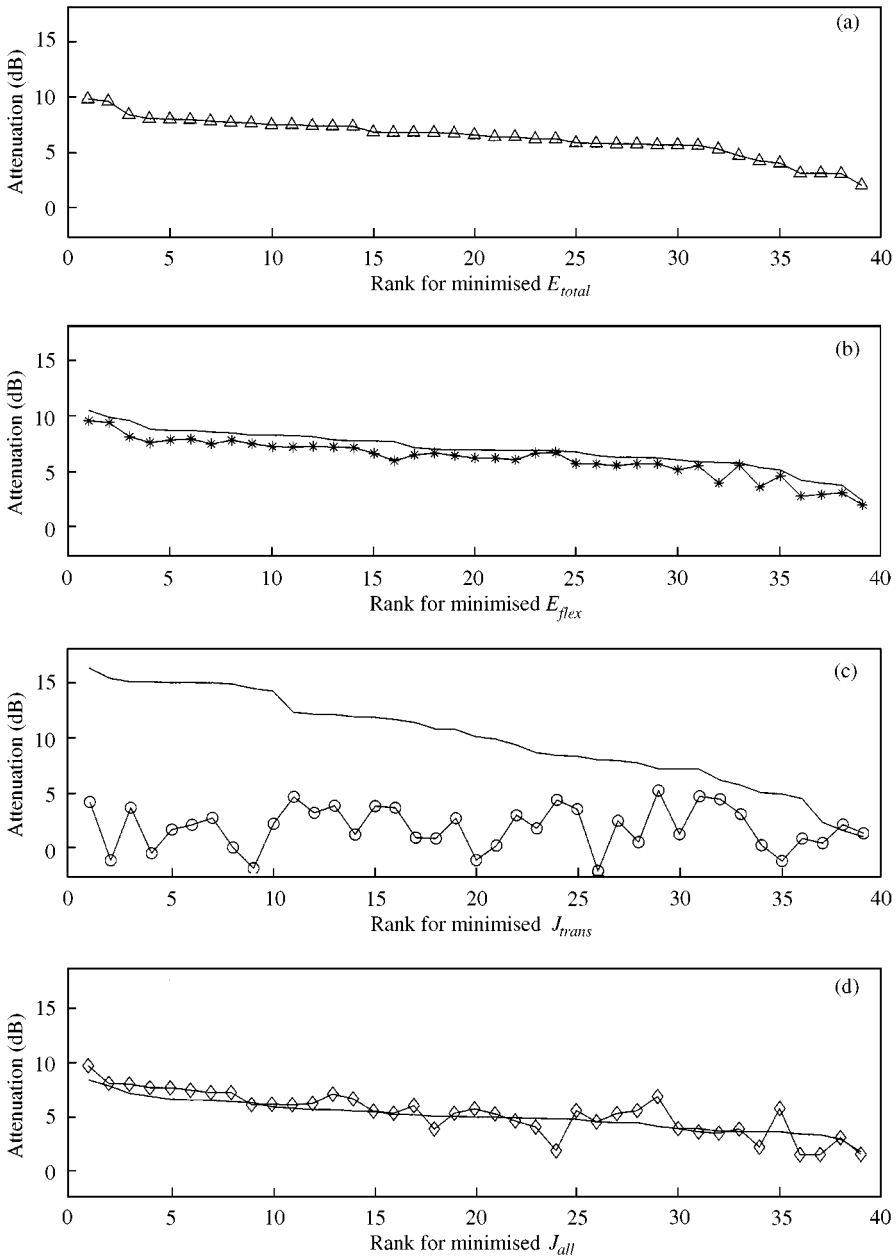 (a)
15
10
5
0
Attenuation (dB)
0 5 10 15 20 25 30 35 40
Rank for minimised E_total
(b)
15
10
5
0
Attenuation (dB)
0 5 10 15 20 25 30 35 40
Rank for minimised E_flex
(c)
15
10
5
0
Attenuation (dB)
0 5 10 15 20 25 30 35 40
Rank for minimised J_trans
(d)
15
10
5
0
Attenuation (dB)
0 5 10 15 20 25 30 35 40
Rank for minimised J_all